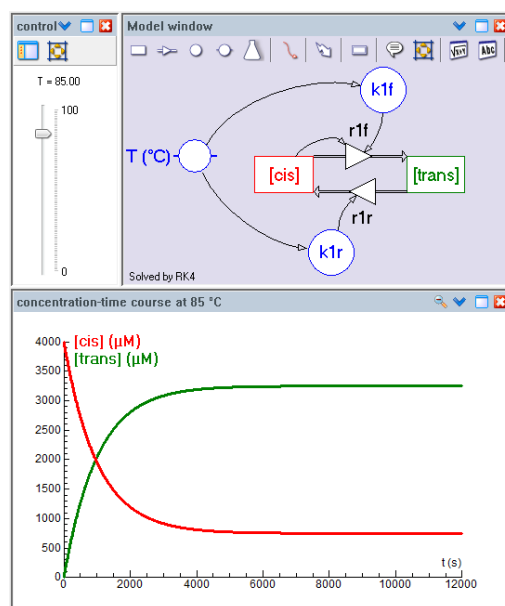 control
Model window
T = 85.00
100
0
√x+y
Abc
k1f
r1f
T (°C)
[cis]
[trans]
r1r
k1r
Solved by RK4
concentration-time course at 85 °C
4000
[cis] (µM)
[trans] (µM)
3500
3000
2500
2000
1500
1000
500
0
t (s)
0
2000
4000
6000
8000
10000
12000